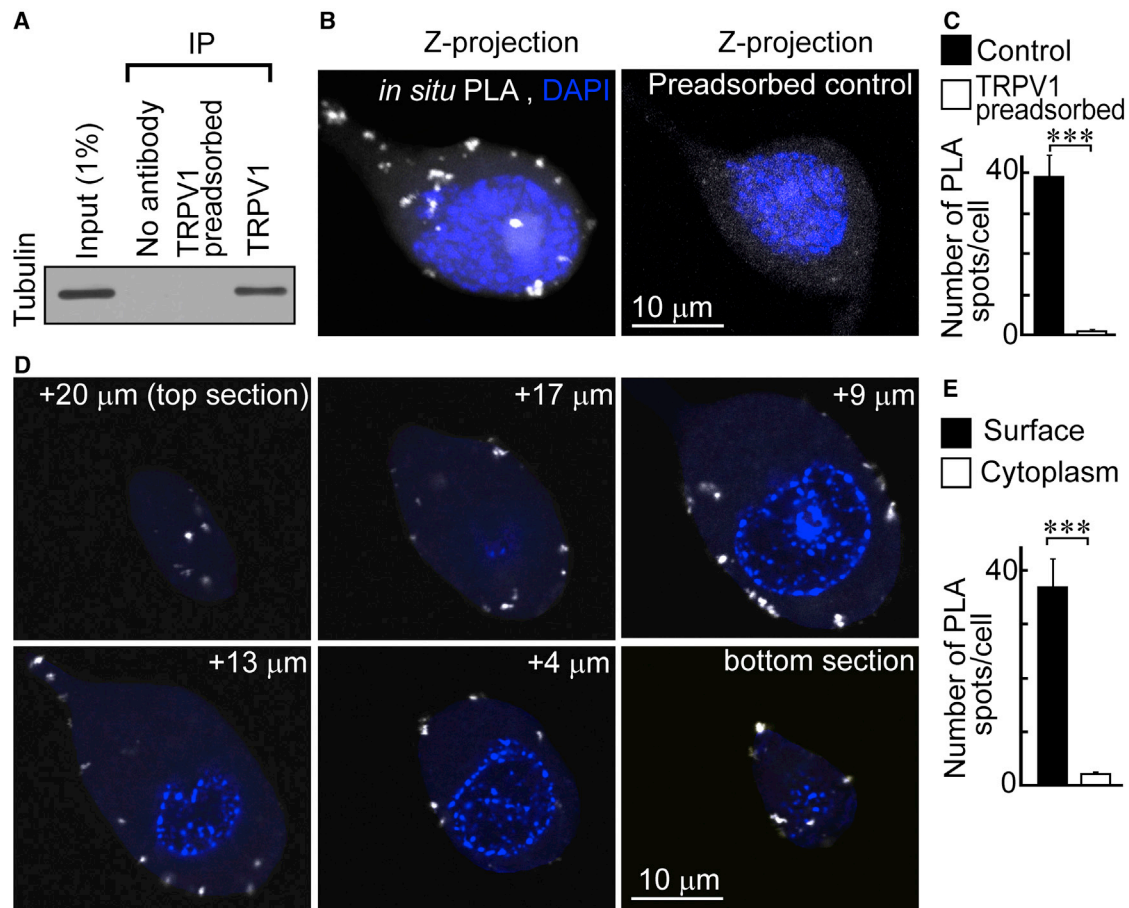 A
IP
Tubulin
Input (1%)
No antibody
TRPV1
preadsorbed
TRPV1
B
Z-projection
Z-projection
in situ PLA , DAPI
Preadsorbed control
10 μm
C
Control
TRPV1
preadsorbed
***
Number of PLA
spots/cell
40
0
D
+20 μm (top section)
+17 μm
+9 μm
+13 μm
+4 μm
bottom section
10 μm
E
Surface
Cytoplasm
***
Number of PLA
spots/cell
40
0